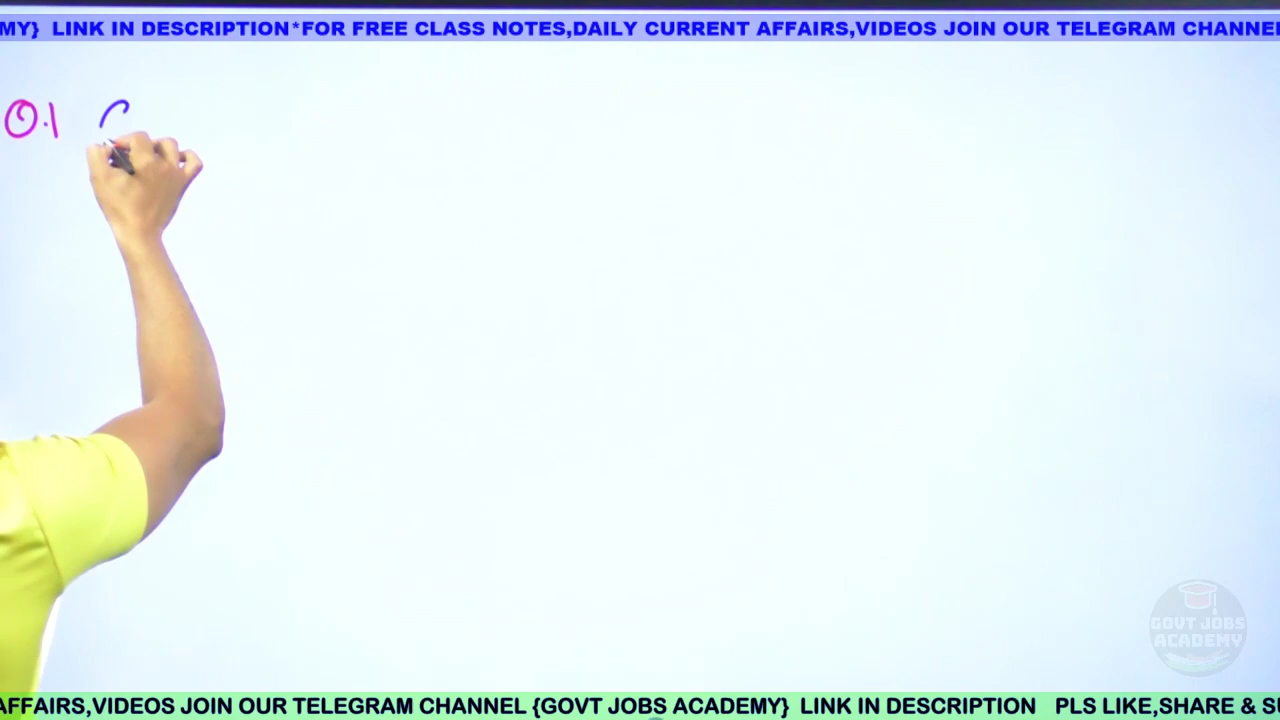 MY}  LINK IN DESCRIPTION*FOR FREE CLASS NOTES,DAILY CURRENT AFFAIRS,VIDEOS JOIN OUR TELEGRAM CHANNEL
Q.1
GOVT JOBS
ACADEMY
AFFAIRS,VIDEOS JOIN OUR TELEGRAM CHANNEL {GOVT JOBS ACADEMY}  LINK IN DESCRIPTION   PLS LIKE,SHARE & SU